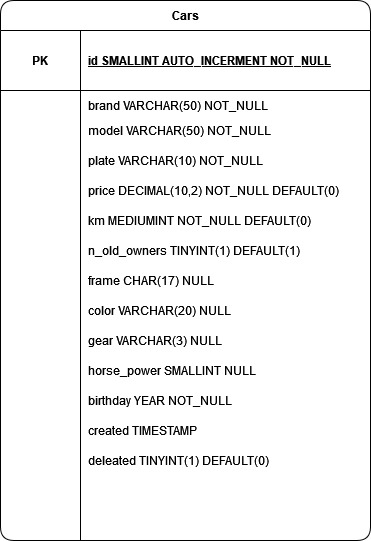 Cars
PK
id SMALLINT AUTO_INCERMENT NOT_NULL
brand VARCHAR(50) NOT_NULL
model VARCHAR(50) NOT_NULL
plate VARCHAR(10) NOT_NULL
price DECIMAL(10,2) NOT_NULL DEFAULT(0)
km MEDIUMINT NOT_NULL DEFAULT(0)
n_old_owners TINYINT(1) DEFAULT(1)
frame CHAR(17) NULL
color VARCHAR(20) NULL
gear VARCHAR(3) NULL
horse_power SMALLINT NULL
birthday YEAR NOT_NULL
created TIMESTAMP
deleated TINYINT(1) DEFAULT(0)